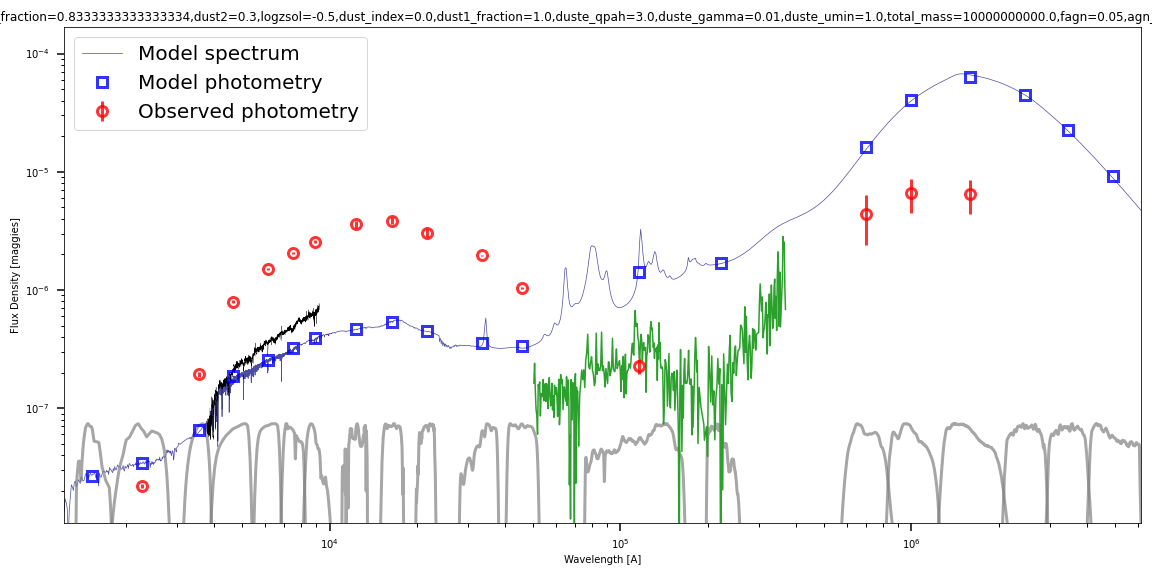 _fraction=0.8333333333333334,dust2=0.3,logzsol=-0.5,dust_index=0.0,dust1_fraction=1.0,duste_qpah=3.0,duste_gamma=0.01,duste_umin=1.0,total_mass=10000000000.0,fagn=0.05,agn_
Model spectrum
Model photometry
Observed photometry
Flux Density [maggies]
10⁻⁴
10⁻⁵
10⁻⁶
10⁻⁷
10⁴ 10⁵ 10⁶
Wavelength [A]